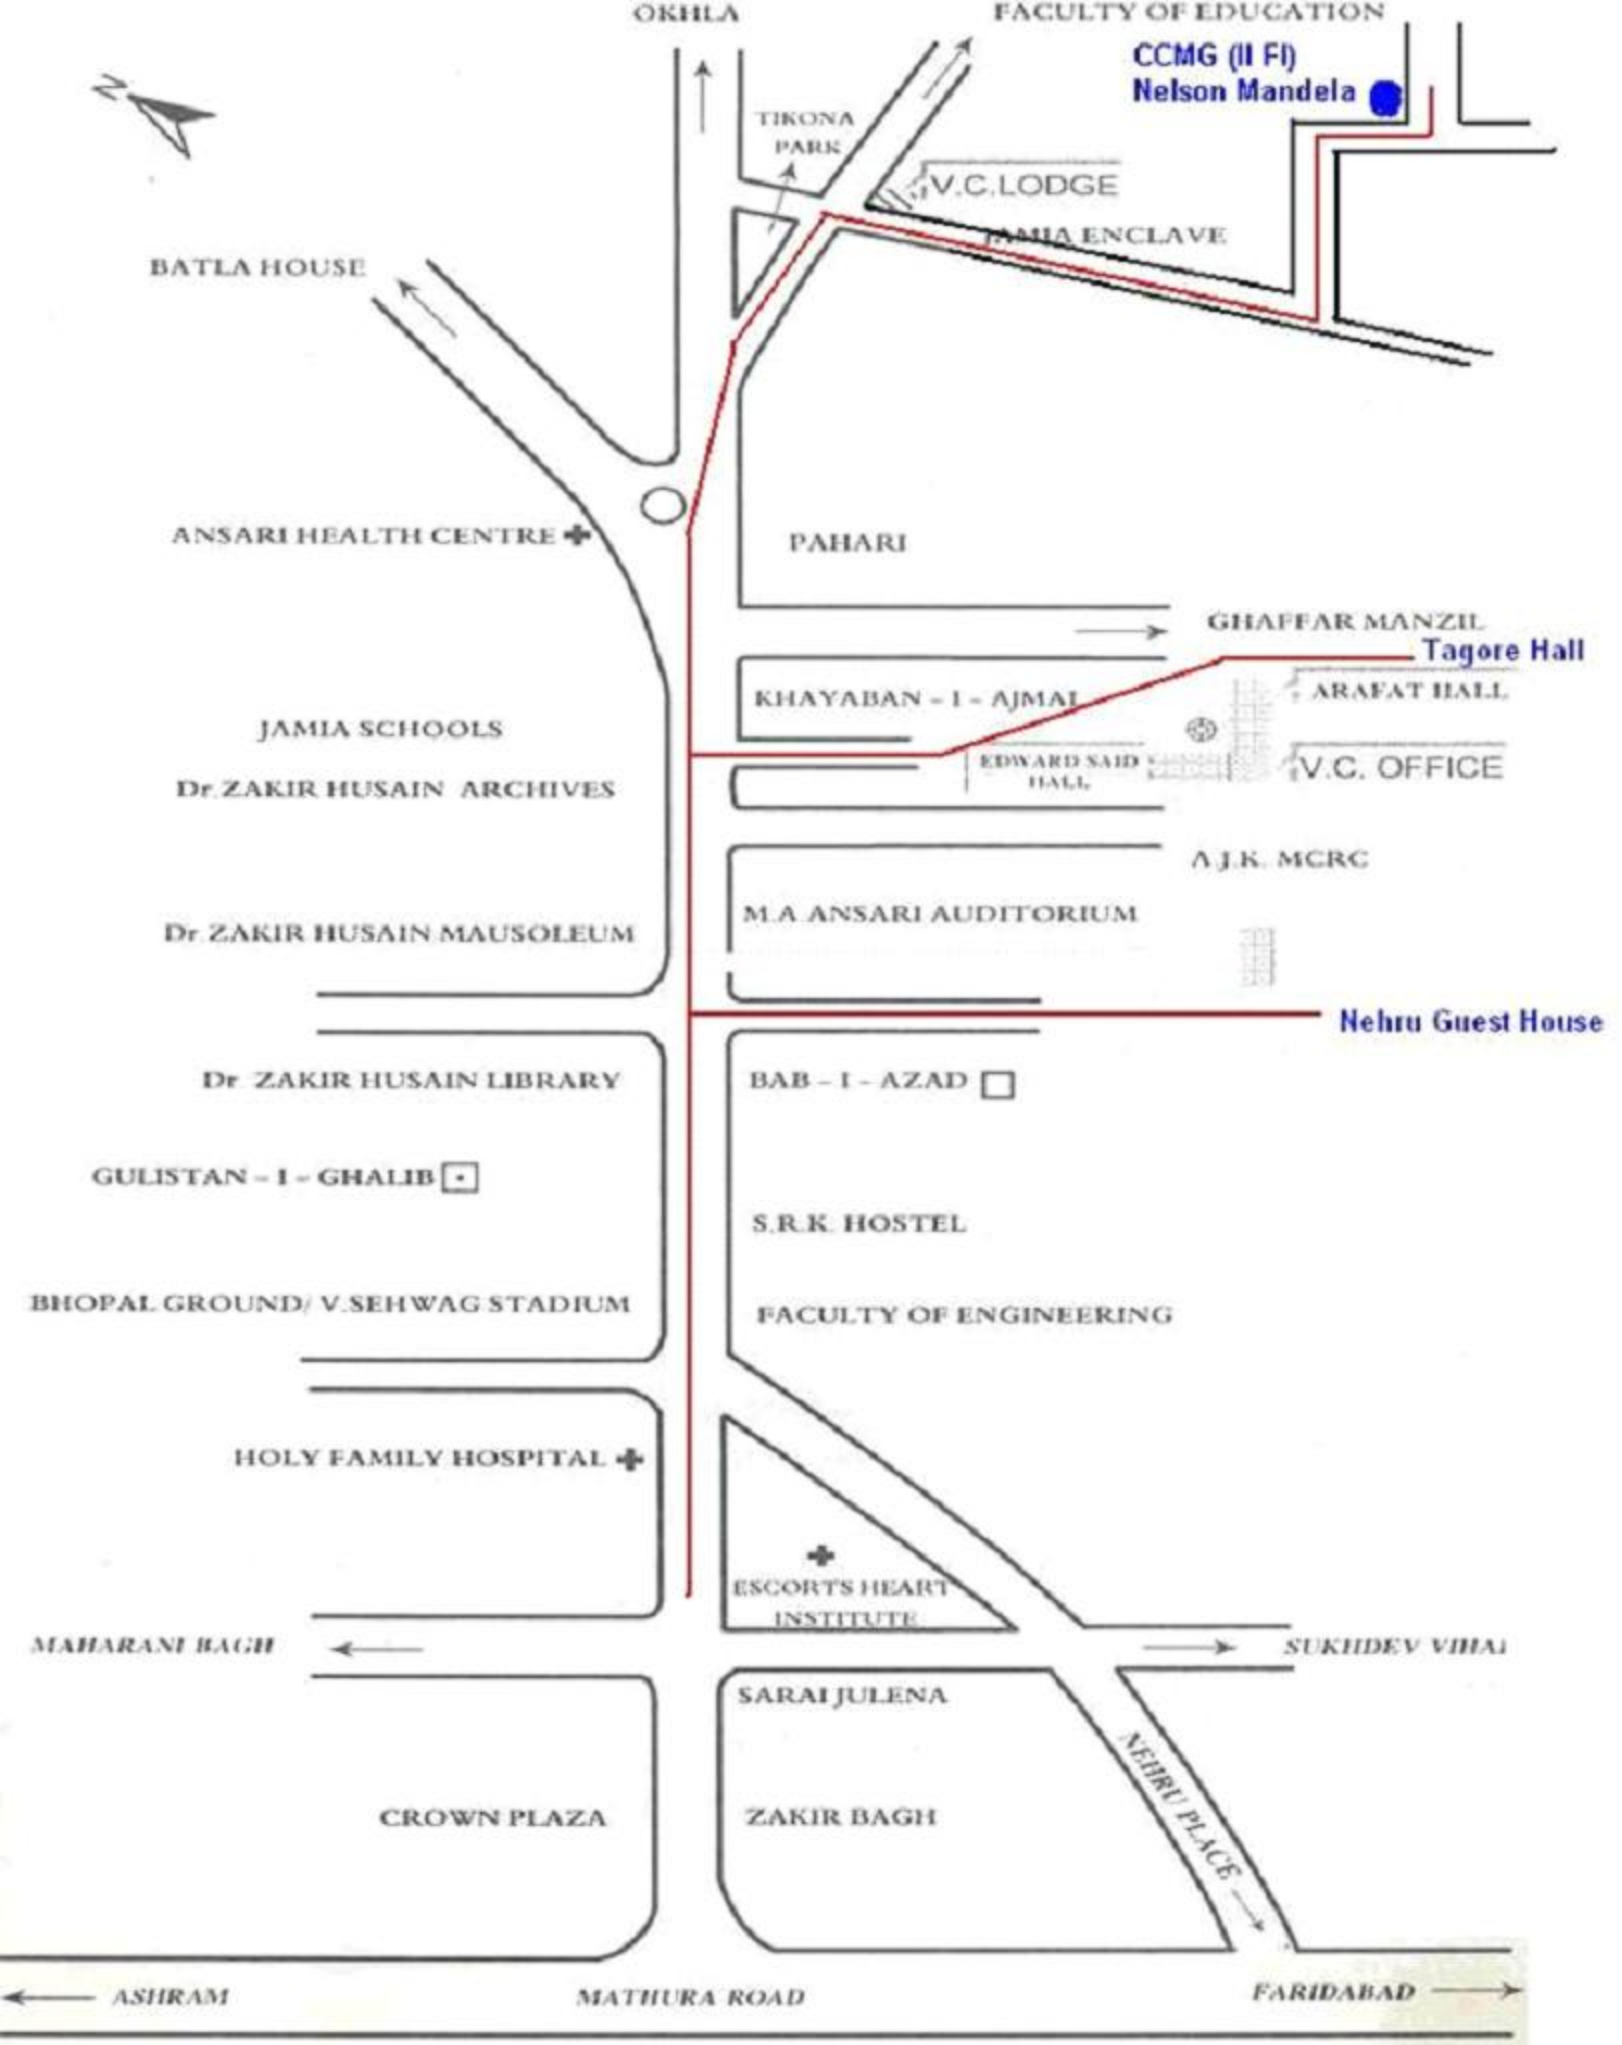 OKHLA
FACULTY OF EDUCATION
CCMG (II Fl)
Nelson Mandela
N
TIKONA
PARK
V.C.LODGE
JAMIA ENCLAVE
BATLA HOUSE
ANSARI HEALTH CENTRE
PAHARI
GHAFFAR MANZIL
Tagore Hall
KHAYABAN - I - AJMAL
ARAFAT HALL
JAMIA SCHOOLS
EDWARD SAID
HALL
V.C. OFFICE
Dr. ZAKIR HUSAIN ARCHIVES
A.J.K. MCRC
M.A. ANSARI AUDITORIUM
Dr. ZAKIR HUSAIN MAUSOLEUM
Nehru Guest House
Dr. ZAKIR HUSAIN LIBRARY
BAB - I - AZAD
GULISTAN - I - GHALIB
S.R.K. HOSTEL
BHOPAL GROUND/ V.SEHWAG STADIUM
FACULTY OF ENGINEERING
HOLY FAMILY HOSPITAL
ESCORTS HEART
INSTITUTE
MAHARANI BAGH
SUKHDEV VIHAI
SARAI JULENA
NEHRU PLACE
CROWN PLAZA
ZAKIR BAGH
ASHRAM
MATHURA ROAD
FARIDABAD